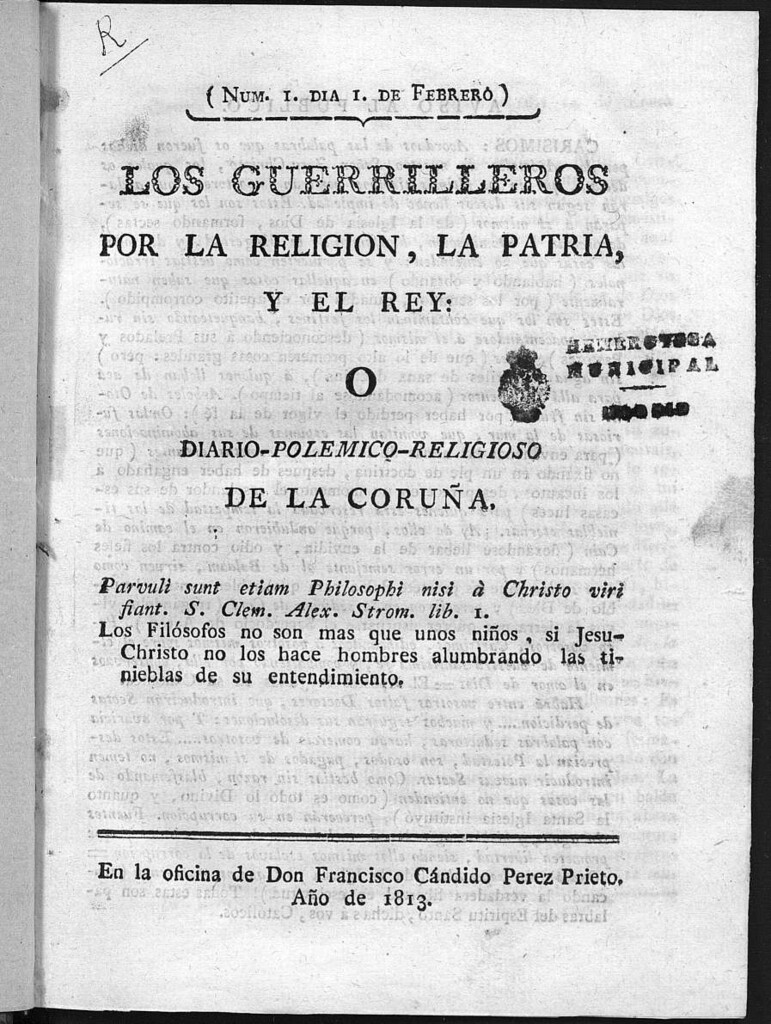 R
( Num. 1. dia 1. de Febrero )
LOS GUERRILLEROS
POR LA RELIGION, LA PATRIA,
Y EL REY:
O
DIARIO-POLEMICO-RELIGIOSO
DE LA CORUÑA.
HEMEROTECA
MUNICIPAL
MADRID
Parvuli sunt etiam Philosophi nisi à Christo viri
fiant. S. Clem. Alex. Strom. lib. 1.
Los Filósofos no son mas que unos niños, si Jesu-
Christo no los hace hombres alumbrando las ti-
nieblas de su entendimiento.
En la oficina de Don Francisco Cándido Perez Prieto.
Año de 1813.